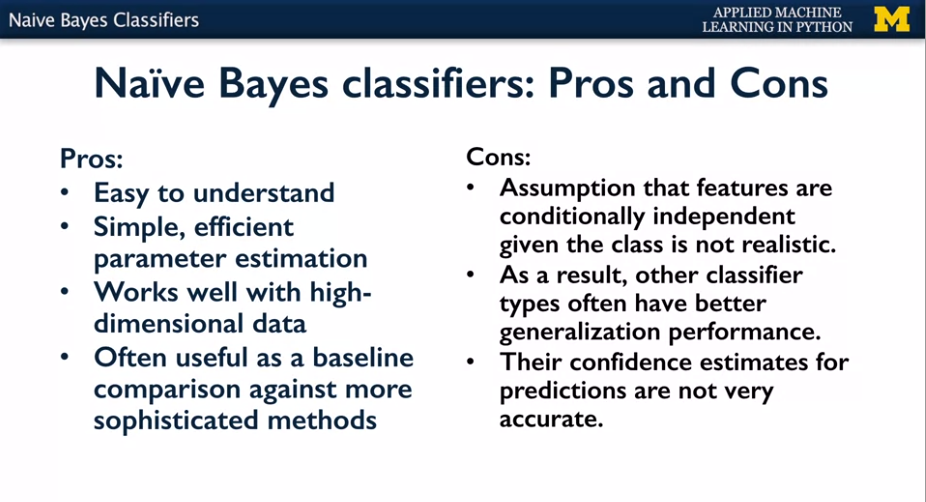 Naive Bayes Classifiers
APPLIED MACHINE
LEARNING IN PYTHON
M
Naïve Bayes classifiers: Pros and Cons
Pros:
• Easy to understand
• Simple, efficient
parameter estimation
• Works well with high-
dimensional data
• Often useful as a baseline
comparison against more
sophisticated methods
Cons:
• Assumption that features are
conditionally independent
given the class is not realistic.
• As a result, other classifier
types often have better
generalization performance.
• Their confidence estimates for
predictions are not very
accurate.